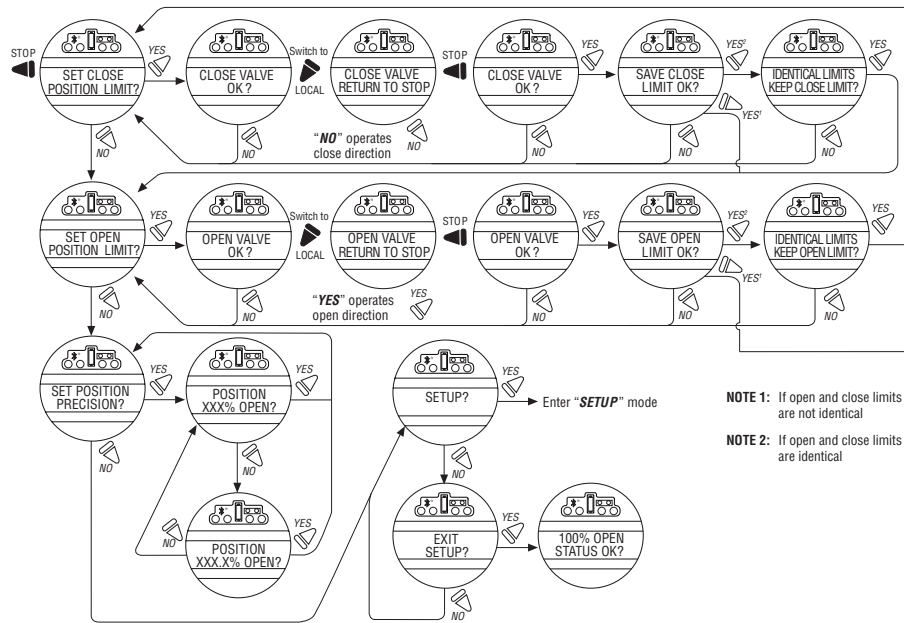 STOP
SET CLOSE
POSITION LIMIT?
YES
NO
CLOSE VALVE
OK?
NO
Switch to
LOCAL
CLOSE VALVE
RETURN TO STOP
NO
"NO" operates
close direction
STOP
CLOSE VALVE
OK?
YES
NO
SAVE CLOSE
LIMIT OK?
YES²
YES¹
NO
IDENTICAL LIMITS
KEEP CLOSE LIMIT?
YES
NO
SET OPEN
POSITION LIMIT?
YES
NO
OPEN VALVE
OK?
NO
Switch to
LOCAL
OPEN VALVE
RETURN TO STOP
"YES" operates
open direction
YES
STOP
OPEN VALVE
OK?
YES
NO
SAVE OPEN
LIMIT OK?
YES²
YES¹
NO
IDENTICAL LIMITS
KEEP OPEN LIMIT?
YES
NO
SET POSITION
PRECISION?
YES
NO
POSITION
XXX% OPEN?
YES
NO
POSITION
XXX.X% OPEN?
YES
NO
SETUP?
YES
Enter "SETUP" mode
NO
EXIT
SETUP?
YES
NO
100% OPEN
STATUS OK?
NOTE 1: If open and close limits
are not identical
NOTE 2: If open and close limits
are identical